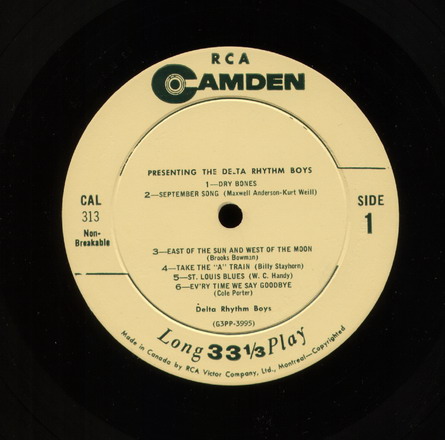 RCA
CAMDEN
PRESENTING THE DELTA RHYTHM BOYS
1—DRY BONES
2—SEPTEMBER SONG (Maxwell Anderson-Kurt Weill)
CAL
313
Non-
Breakable
SIDE
1
3—EAST OF THE SUN AND WEST OF THE MOON
(Brooks Bowman)
4—TAKE THE "A" TRAIN (Billy Stayhorn)
5—ST. LOUIS BLUES (W. C. Handy)
6—EV'RY TIME WE SAY GOODBYE
(Cole Porter)
Delta Rhythm Boys
(G3PP-3995)
Long 33 1/3 Play
Made in Canada by RCA Victor Company, Ltd., Montreal—Copyrighted